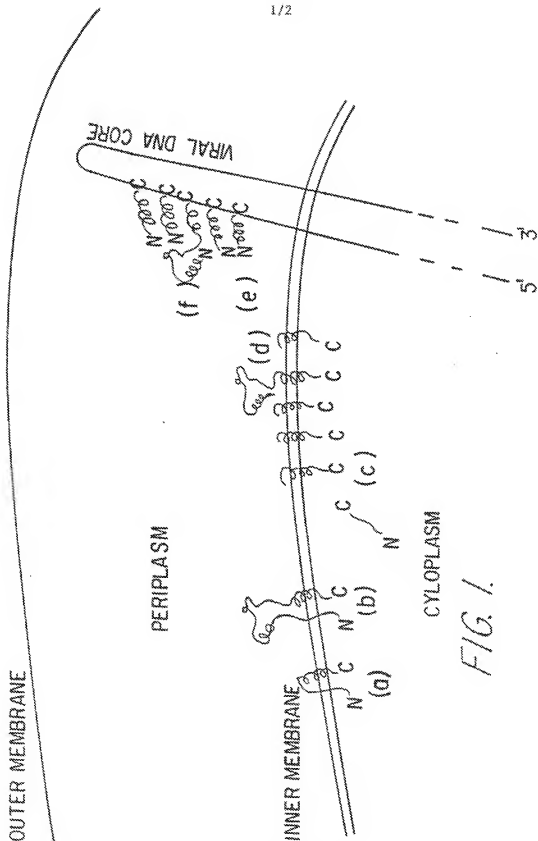 1/2
OUTER MEMBRANE
PERIPLASM
VIRAL DNA CORE
N C
N C
C
(f) N
N C
N C
(e)
INNER MEMBRANE
(d)
N C
(a)
N C
(b)
N C
C C C C C
(c)
CYLOPLASM
5' 3'
FIG. 1.